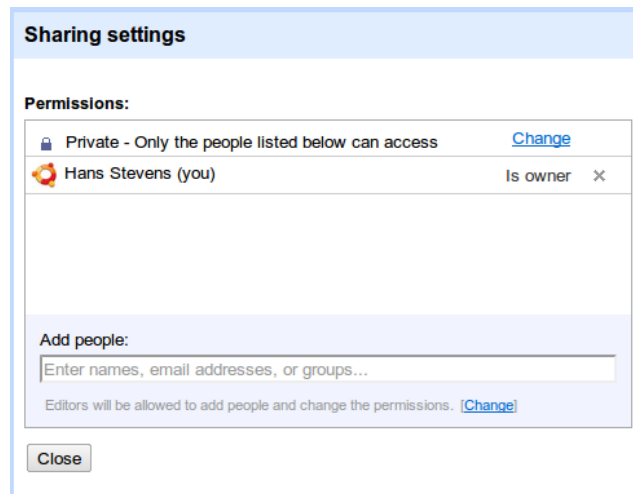 Sharing settings
Permissions:
Private - Only the people listed below can access Change
Hans Stevens (you) Is owner ×
Add people:
Enter names, email addresses, or groups...
Editors will be allowed to add people and change the permissions. [Change]
Close